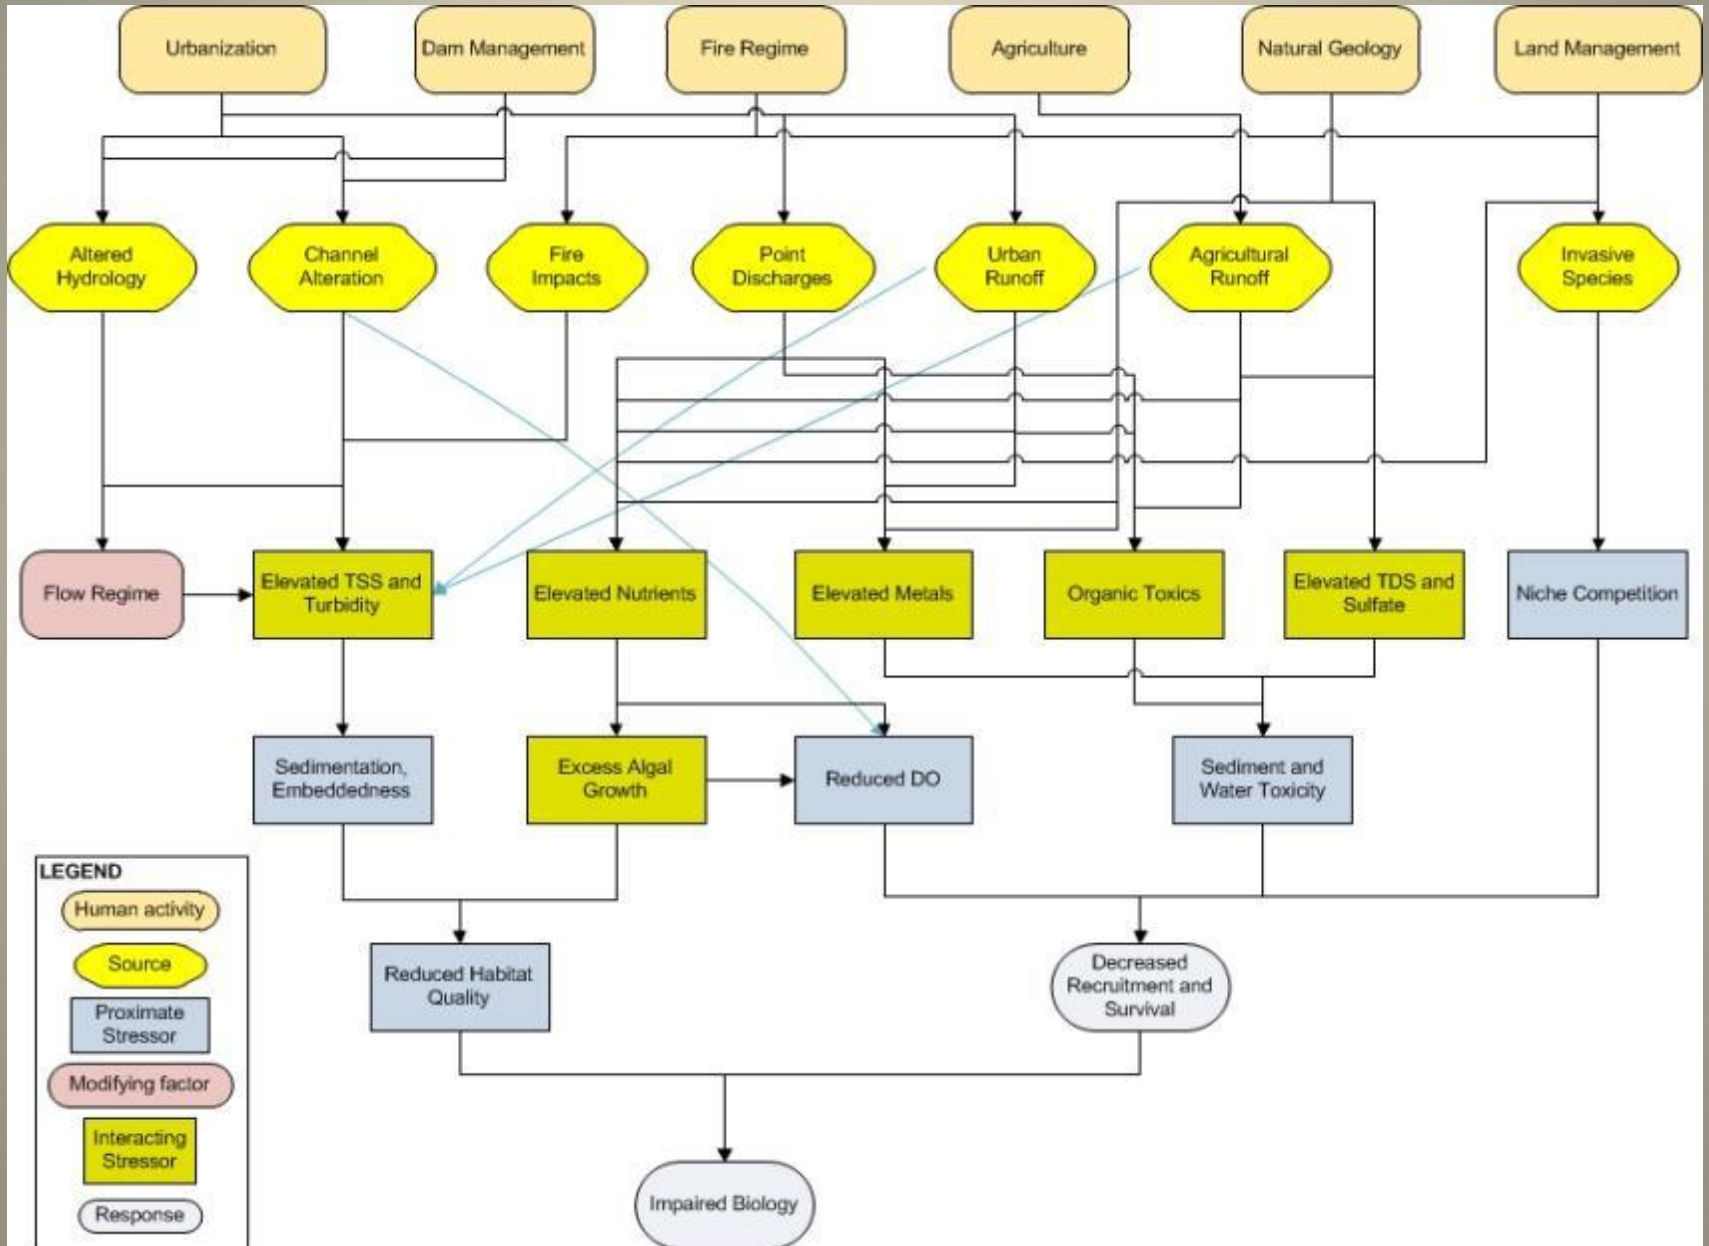 Urbanization
Dam Management
Fire Regime
Agriculture
Natural Geology
Land Management
Altered
Hydrology
Channel
Alteration
Fire
Impacts
Point
Discharges
Urban
Runoff
Agricultural
Runoff
Invasive
Species
Flow Regime
Elevated TSS and
Turbidity
Elevated Nutrients
Elevated Metals
Organic Toxics
Elevated TDS and
Sulfate
Niche Competition
Sedimentation,
Embeddedness
Excess Algal
Growth
Reduced DO
Sediment and
Water Toxicity
LEGEND
Human activity
Source
Proximate
Stressor
Modifying factor
Interacting
Stressor
Response
Reduced Habitat
Quality
Decreased
Recruitment and
Survival
Impaired Biology